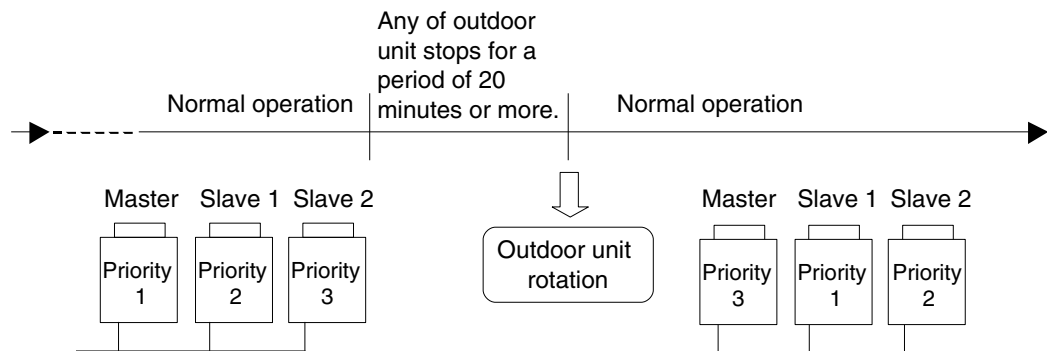 Any of outdoor
unit stops for a
period of 20
minutes or more.
Normal operation
Normal operation
Master Slave 1 Slave 2
Priority
1
Priority
2
Priority
3
Outdoor unit
rotation
Master Slave 1 Slave 2
Priority
3
Priority
1
Priority
2